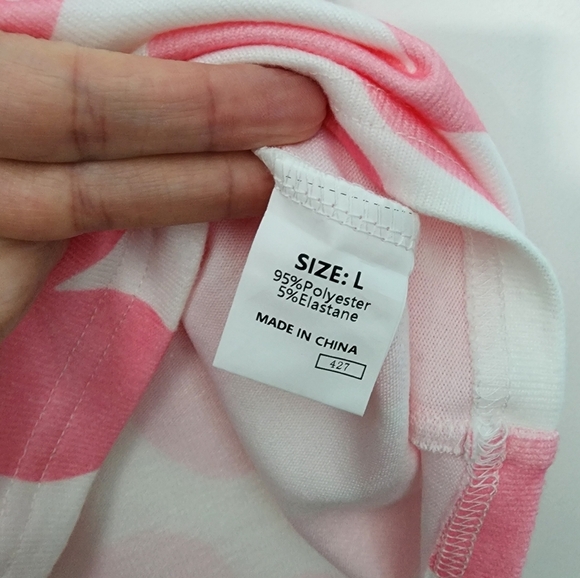 SIZE: L
95%Polyester
5%Elastane
MADE IN CHINA
427